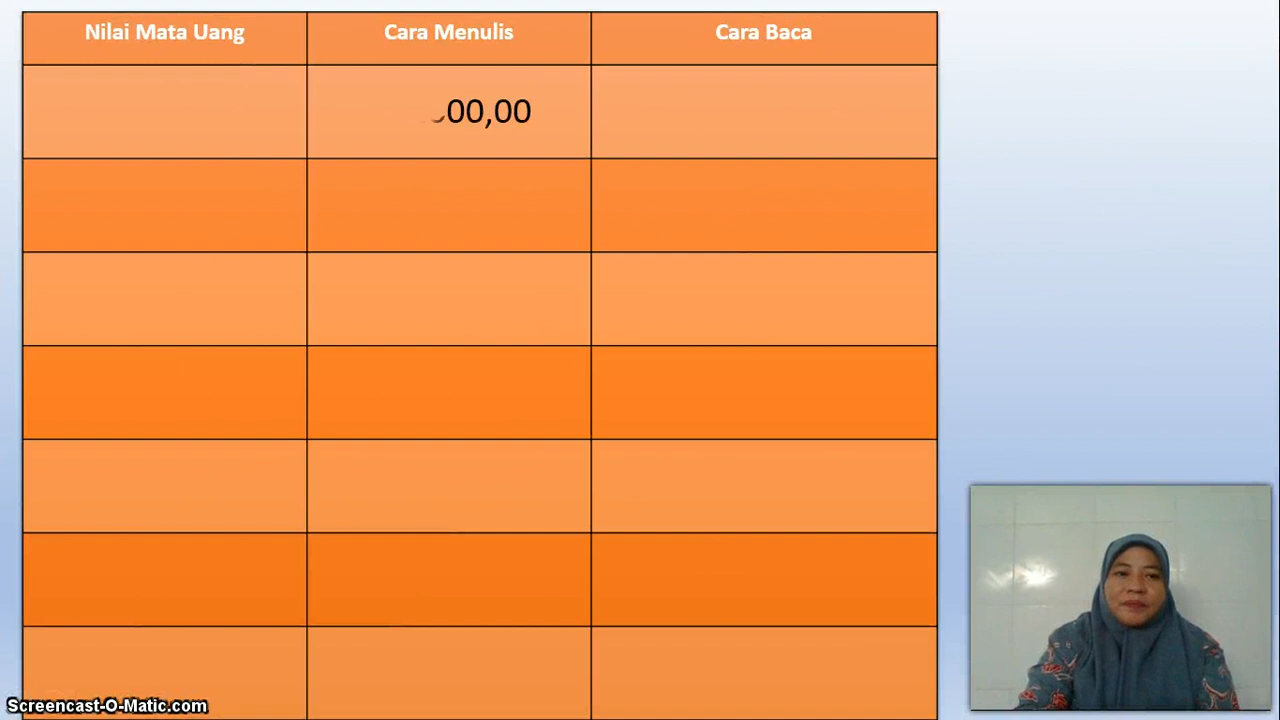 Nilai Mata Uang
Cara Menulis
Cara Baca
00,00
Screencast-O-Matic.com